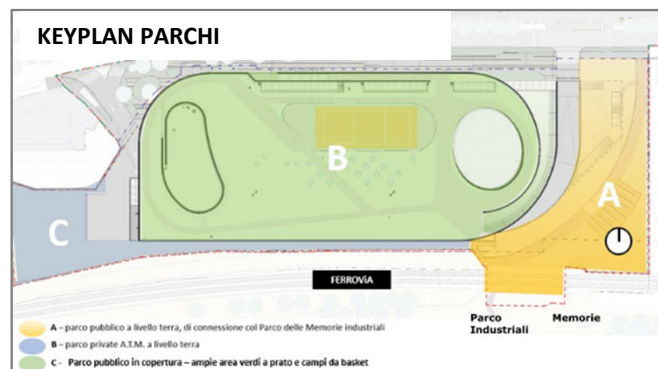 KEYPLAN PARCHI
B
A
C
FERROVİA
Parco Memorie
Industriali
A – parco pubblico a livello terra, di connessione col Parco delle Memorie industriali
B – parco private A.T.M. a livello terra
C - Parco pubblico in copertura – ampie area verdi a prato e campi da basket